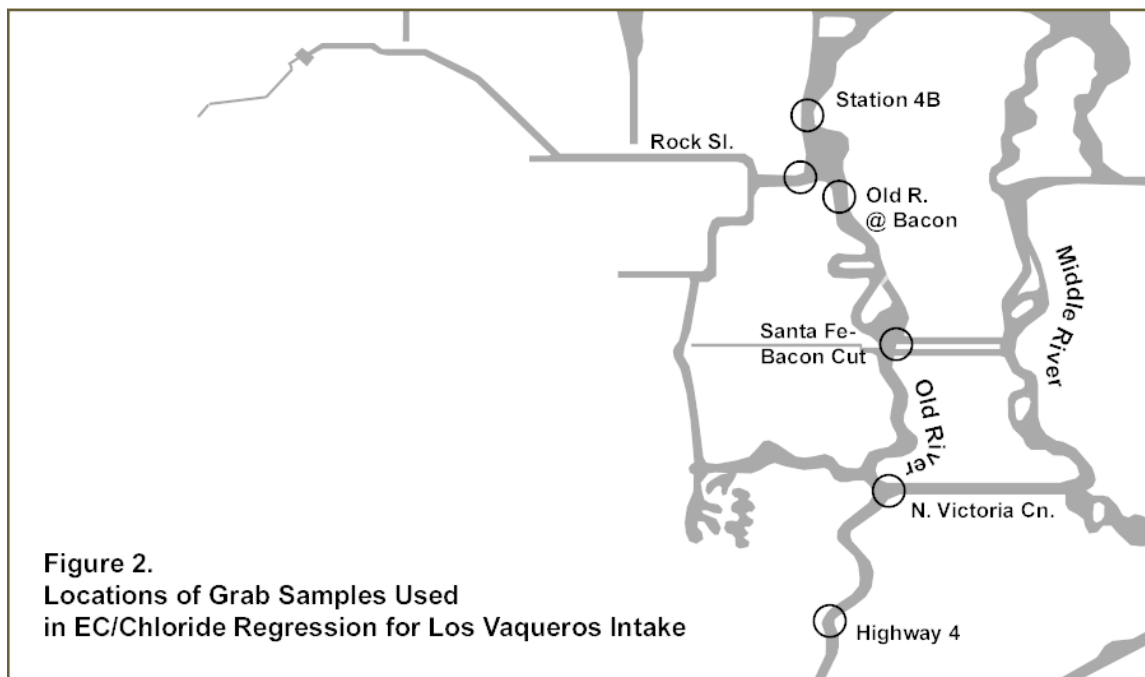 Station 4B
Rock Sl.
Old R.
@ Bacon
Middle River
Santa Fe-
Bacon Cut
Old River
N. Victoria Cn.
Highway 4
Figure 2.
Locations of Grab Samples Used
in EC/Chloride Regression for Los Vaqueros Intake